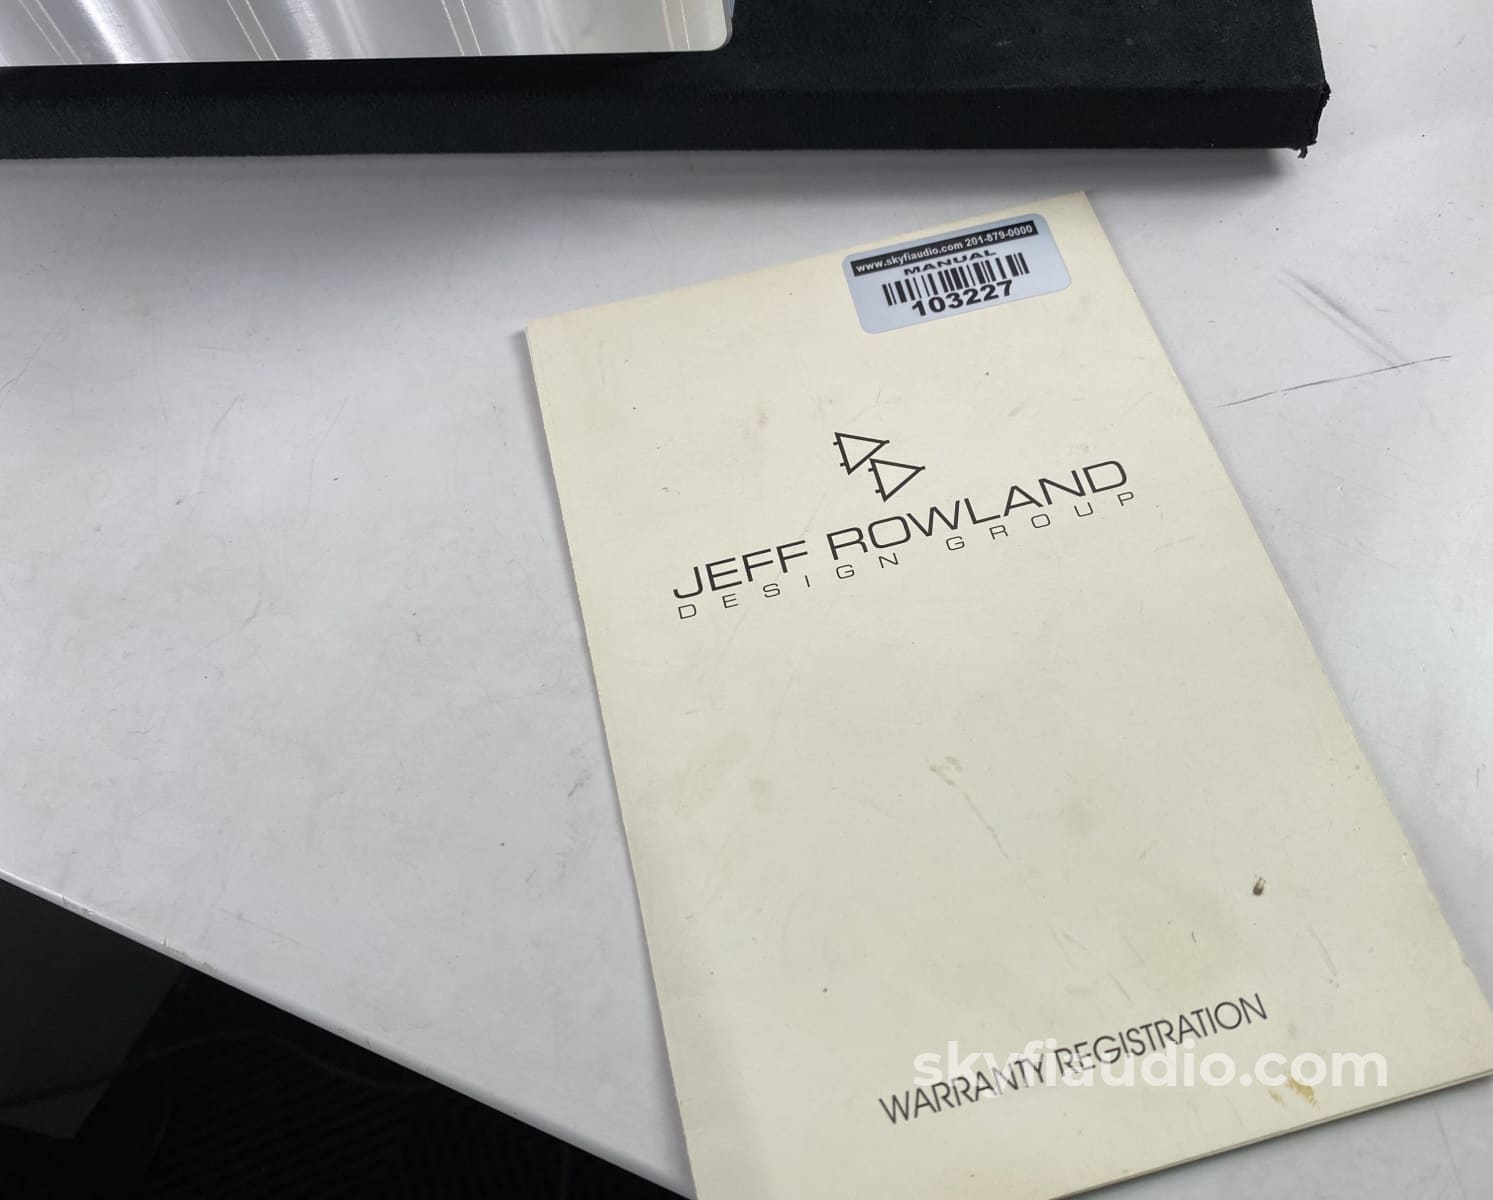 www.skyfiaudio.com 201-879-0000
MANUAL
103227
JEFF ROWLAND
DESIGN GROUP
WARRANTY REGISTRATION
skyfiaudio.com